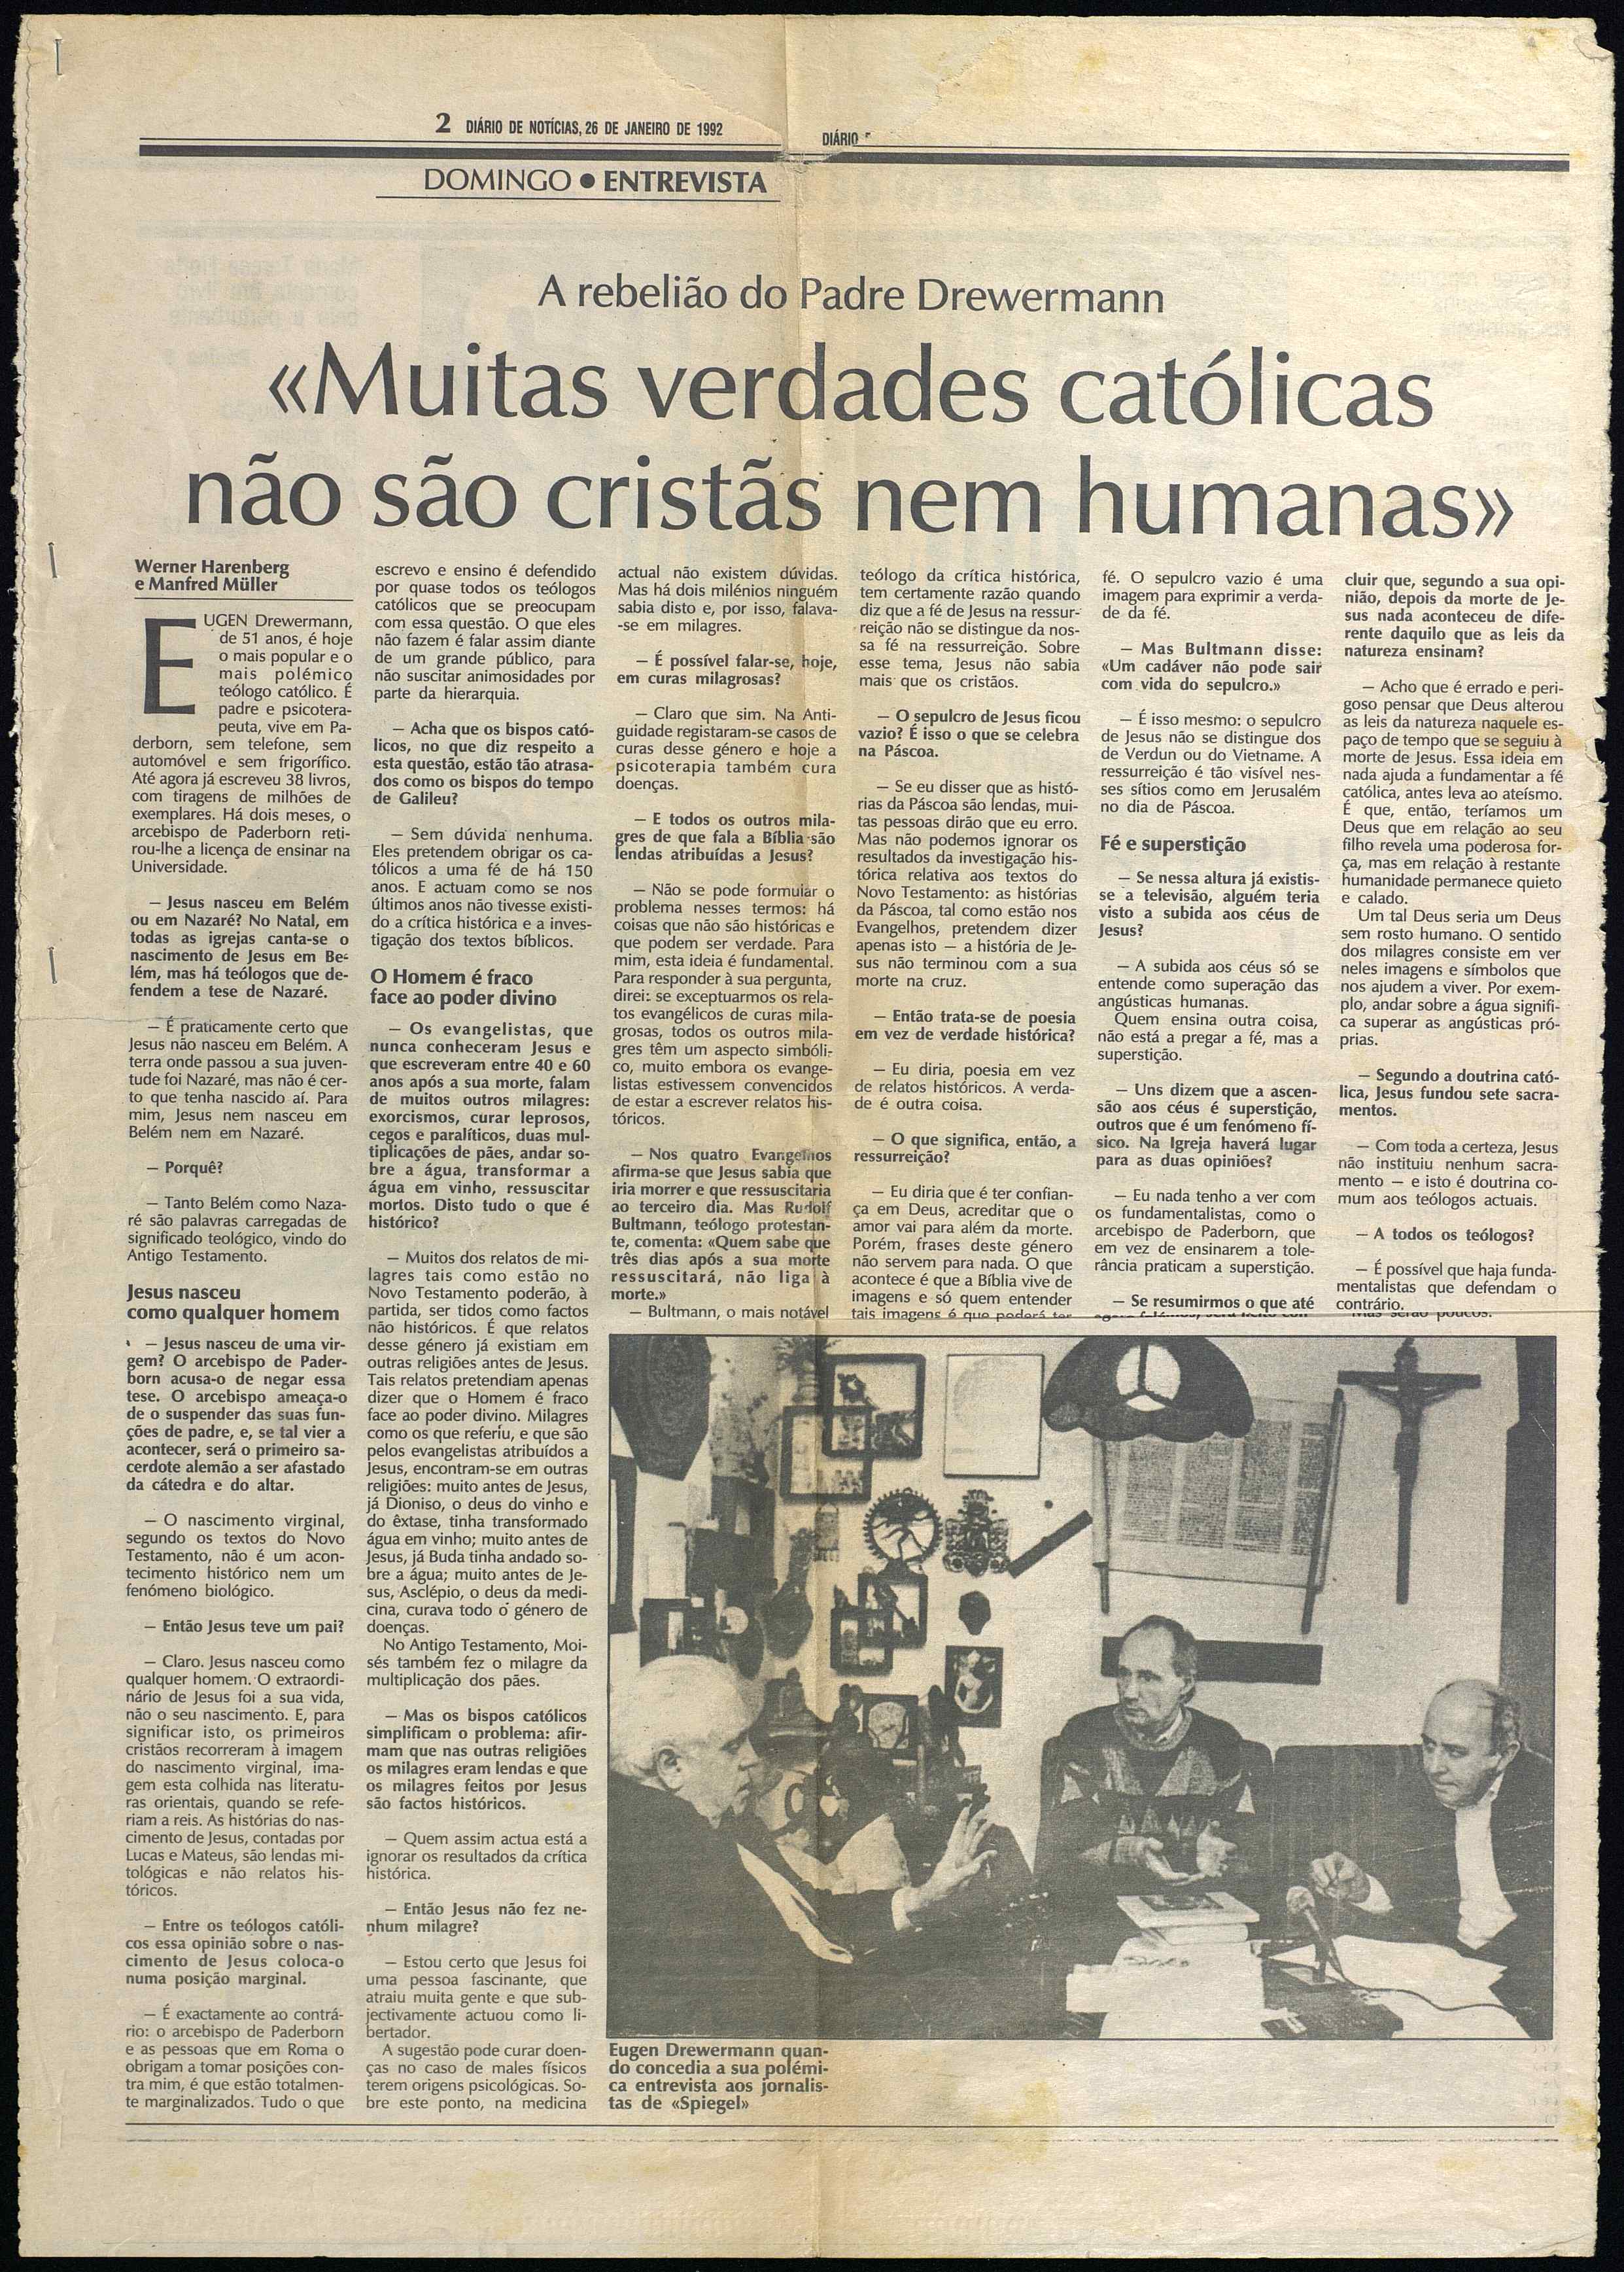 2 DIÁRIO DE NOTÍCIAS, 26 DE JANEIRO DE 1992
DIÁRIO
DOMINGO ● ENTREVISTA
A rebelião do Padre Drewermann
«Muitas verdades católicas
não são cristãs nem humanas»
Werner Harenberg
e Manfred Müller
EUGEN Drewermann,
de 51 anos, é hoje
o mais popular e o
mais polémico
teólogo católico. É
padre e psicotera-
peuta, vive em Pa-
derborn, sem telefone, sem
automóvel e sem frigorífico.
Até agora já escreveu 38 livros,
com tiragens de milhões de
exemplares. Há dois meses, o
arcebispo de Paderborn reti-
rou-lhe a licença de ensinar na
Universidade.
— Jesus nasceu em Belém
ou em Nazaré? No Natal, em
todas as igrejas canta-se o
nascimento de Jesus em Be-
lém, mas há teólogos que de-
fendem a tese de Nazaré.
— É praticamente certo que
Jesus não nasceu em Belém. A
terra onde passou a sua juven-
tude foi Nazaré, mas não é cer-
to que tenha nascido aí. Para
mim, Jesus nem nasceu em
Belém nem em Nazaré.
— Porquê?
— Tanto Belém como Naza-
ré são palavras carregadas de
significado teológico, vindo do
Antigo Testamento.
Jesus nasceu
como qualquer homem
— Jesus nasceu de uma vir-
gem? O arcebispo de Pader-
born acusa-o de negar essa
tese. O arcebispo ameaça-o
de o suspender das suas fun-
ções de padre, e, se tal vier a
acontecer, será o primeiro sa-
cerdote alemão a ser afastado
da cátedra e do altar.
— O nascimento virginal,
segundo os textos do Novo
Testamento, não é um acon-
tecimento histórico nem um
fenómeno biológico.
— Então Jesus teve um pai?
— Claro. Jesus nasceu como
qualquer homem. O extraordi-
nário de Jesus foi a sua vida,
não o seu nascimento. E, para
significar isto, os primeiros
cristãos recorreram à imagem
do nascimento virginal, ima-
gem esta colhida nas literatu-
ras orientais, quando se refe-
riam a reis. As histórias do nas-
cimento de Jesus, contadas por
Lucas e Mateus, são lendas mi-
tológicas e não relatos his-
tóricos.
— Entre os teólogos católi-
cos essa opinião sobre o nas-
cimento de Jesus coloca-o
numa posição marginal.
— É exactamente ao contrá-
rio: o arcebispo de Paderborn
e as pessoas que em Roma o
obrigam a tomar posições con-
tra mim, é que estão totalmen-
te marginalizados. Tudo o que
escrevo e ensino é defendido
por quase todos os teólogos
católicos que se preocupam
com essa questão. O que eles
não fazem é falar assim diante
de um grande público, para
não suscitar animosidades por
parte da hierarquia.
— Acha que os bispos cató-
licos, no que diz respeito a
esta questão, estão tão atrasa-
dos como os bispos do tempo
de Galileu?
— Sem dúvida nenhuma.
Eles pretendem obrigar os ca-
tólicos a uma fé de há 150
anos. E actuam como se nos
últimos anos não tivesse existi-
do a crítica histórica e a inves-
tigação dos textos bíblicos.
O Homem é fraco
face ao poder divino
— Os evangelistas, que
nunca conheceram Jesus e
que escreveram entre 40 e 60
anos após a sua morte, falam
de muitos outros milagres:
exorcismos, curar leprosos,
cegos e paralíticos, duas mul-
tiplicações de pães, andar so-
bre a água, transformar a
água em vinho, ressuscitar
mortos. Disto tudo o que é
histórico?
— Muitos dos relatos de mi-
lagres tais como estão no
Novo Testamento poderão, à
partida, ser tidos como factos
não históricos. É que relatos
desse género já existiam em
outras religiões antes de Jesus.
Tais relatos pretendiam apenas
dizer que o Homem é fraco
face ao poder divino. Milagres
como os que referiu, e que são
pelos evangelistas atribuídos a
Jesus, encontram-se em outras
religiões: muito antes de Jesus,
já Dioniso, o deus do vinho e
do êxtase, tinha transformado
água em vinho; muito antes de
Jesus, já Buda tinha andado so-
bre a água; muito antes de Je-
sus, Asclépio, o deus da medi-
cina, curava todo o género de
doenças.
No Antigo Testamento, Moi-
sés também fez o milagre da
multiplicação dos pães.
— Mas os bispos católicos
simplificam o problema: afir-
mam que nas outras religiões
os milagres eram lendas e que
os milagres feitos por Jesus
são factos históricos.
— Quem assim actua está a
ignorar os resultados da crítica
histórica.
— Então Jesus não fez ne-
nhum milagre?
— Estou certo que Jesus foi
uma pessoa fascinante, que
atraiu muita gente e que sub-
jectivamente actuou como li-
bertador.
A sugestão pode curar doen-
ças no caso de males físicos
terem origens psicológicas. So-
bre este ponto, na medicina
actual não existem dúvidas.
Mas há dois milénios ninguém
sabia disto e, por isso, falava-
-se em milagres.
— É possível falar-se, hoje,
em curas milagrosas?
— Claro que sim. Na Anti-
guidade registaram-se casos de
curas desse género e hoje a
psicoterapia também cura
doenças.
— E todos os outros mila-
gres de que fala a Bíblia são
lendas atribuídas a Jesus?
— Não se pode formular o
problema nesses termos: há
coisas que não são históricas e
que podem ser verdade. Para
mim, esta ideia é fundamental.
Para responder à sua pergunta,
direi: se exceptuarmos os rela-
tos evangélicos de curas mila-
grosas, todos os outros mila-
gres têm um aspecto simbóli-
co, muito embora os evange-
listas estivessem convencidos
de estar a escrever relatos his-
tóricos.
— Nos quatro Evangelhos
afirma-se que Jesus sabia que
iria morrer e que ressuscitaria
ao terceiro dia. Mas Rudolf
Bultmann, teólogo protestan-
te, comenta: «Quem sabe que
três dias após a sua morte
ressuscitará, não liga à
morte.»
— Bultmann, o mais notável
teólogo da crítica histórica,
tem certamente razão quando
diz que a fé de Jesus na ressur-
reição não se distingue da nos-
sa fé na ressurreição. Sobre
esse tema, Jesus não sabia
mais que os cristãos.
— O sepulcro de Jesus ficou
vazio? É isso o que se celebra
na Páscoa.
— Se eu disser que as histó-
rias da Páscoa são lendas, mui-
tas pessoas dirão que eu erro.
Mas não podemos ignorar os
resultados da investigação his-
tórica relativa aos textos do
Novo Testamento: as histórias
da Páscoa, tal como estão nos
Evangelhos, pretendem dizer
apenas isto — a história de Je-
sus não terminou com a sua
morte na cruz.
— Então trata-se de poesia
em vez de verdade histórica?
— Eu diria, poesia em vez
de relatos históricos. A verda-
de é outra coisa.
— O que significa, então, a
ressurreição?
— Eu diria que é ter confian-
ça em Deus, acreditar que o
amor vai para além da morte.
Porém, frases deste género
não servem para nada. O que
acontece é que a Bíblia vive de
imagens e só quem entender
tais imagens é que poderá ter
fé. O sepulcro vazio é uma
imagem para exprimir a verda-
de da fé.
— Mas Bultmann disse:
«Um cadáver não pode sair
com vida do sepulcro.»
— É isso mesmo: o sepulcro
de Jesus não se distingue dos
de Verdun ou do Vietname. A
ressurreição é tão visível nes-
ses sítios como em Jerusalém
no dia de Páscoa.
Fé e superstição
— Se nessa altura já existis-
se a televisão, alguém teria
visto a subida aos céus de
Jesus?
— A subida aos céus só se
entende como superação das
angústicas humanas.
Quem ensina outra coisa,
não está a pregar a fé, mas a
superstição.
— Uns dizem que a ascen-
são aos céus é superstição,
outros que é um fenómeno fí-
sico. Na Igreja haverá lugar
para as duas opiniões?
— Eu nada tenho a ver com
os fundamentalistas, como o
arcebispo de Paderborn, que
em vez de ensinarem a tole-
rância praticam a superstição.
— Se resumirmos o que até
cluir que, segundo a sua opi-
nião, depois da morte de Je-
sus nada aconteceu de dife-
rente daquilo que as leis da
natureza ensinam?
— Acho que é errado e peri-
goso pensar que Deus alterou
as leis da natureza naquele es-
paço de tempo que se seguiu à
morte de Jesus. Essa ideia em
nada ajuda a fundamentar a fé
católica, antes leva ao ateísmo.
É que, então, teríamos um
Deus que em relação ao seu
filho revela uma poderosa for-
ça, mas em relação à restante
humanidade permanece quieto
e calado.
Um tal Deus seria um Deus
sem rosto humano. O sentido
dos milagres consiste em ver
neles imagens e símbolos que
nos ajudem a viver. Por exem-
plo, andar sobre a água signifi-
ca superar as angústicas pró-
prias.
— Segundo a doutrina cató-
lica, Jesus fundou sete sacra-
mentos.
— Com toda a certeza, Jesus
não instituiu nenhum sacra-
mento — e isto é doutrina co-
mum aos teólogos actuais.
— A todos os teólogos?
— É possível que haja funda-
mentalistas que defendam o
contrário.
Mas serão poucos.
Eugen Drewermann quan-
do concedia a sua polémi-
ca entrevista aos jornalis-
tas de «Spiegel»